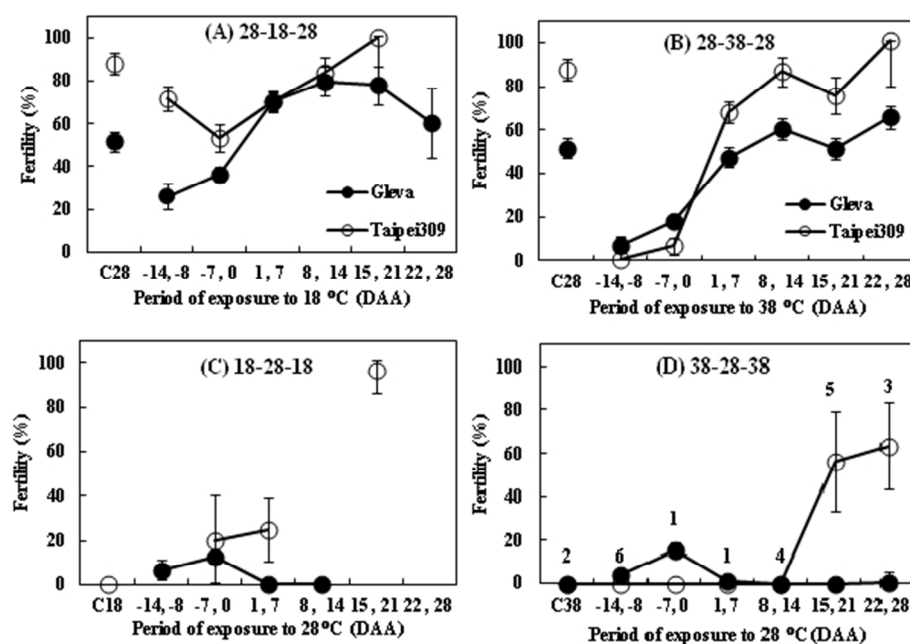 (A) 28-18-28
100
80
60
40
20
0
Fertility (%)
Gleva
Taipei309
C28 -14, -8 -7, 0 1, 7 8, 14 15, 21 22, 28
Period of exposure to 18 °C (DAA)
(B) 28-38-28
100
80
60
40
20
0
Fertility (%)
Gleva
Taipei309
C28 -14, -8 -7, 0 1, 7 8, 14 15, 21 22, 28
Period of exposure to 38 °C (DAA)
(C) 18-28-18
100
80
60
40
20
0
Fertility (%)
C18 -14, -8 -7, 0 1, 7 8, 14 15, 21 22, 28
Period of exposure to 28°C (DAA)
(D) 38-28-38
100
80
60
40
20
0
Fertility (%)
2 6 1 1 4 5 3
C38 -14, -8 -7, 0 1, 7 8, 14 15, 21 22, 28
Period of exposure to 28 °C (DAA)